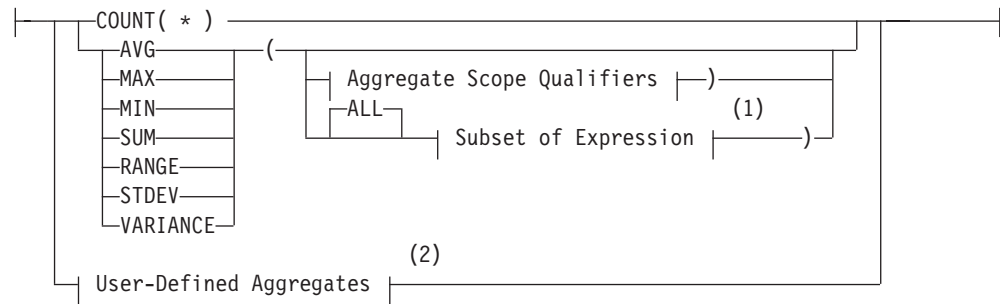 COUNT( * )
AVG (
Aggregate Scope Qualifiers )
MAX
ALL (1)
MIN
Subset of Expression )
SUM
RANGE
STDEV
VARIANCE
(2)
User-Defined Aggregates